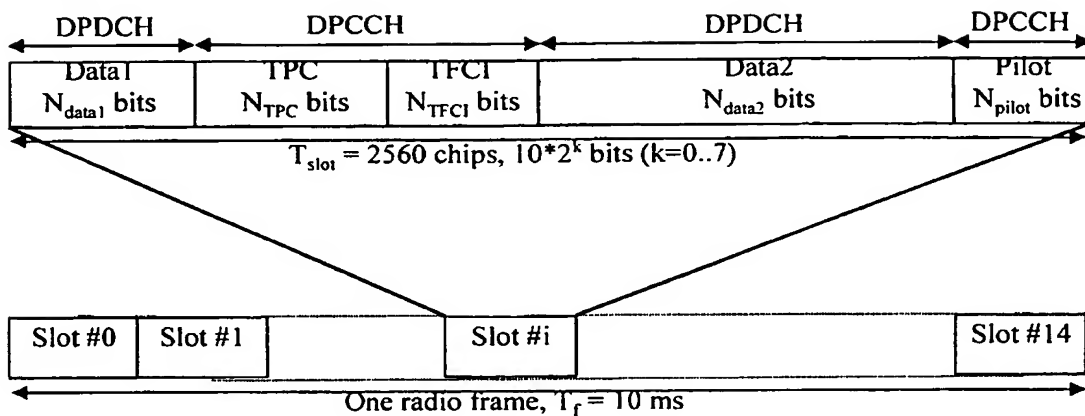 DPDCH DPCCH DPDCH DPCCH
Data1 TPC TFCI Data2 Pilot
N_data1 bits N_TPC bits N_TFCI bits N_data2 bits N_pilot bits
T_slot = 2560 chips, 10*2^k bits (k=0..7)
Slot #0 Slot #1 Slot #i Slot #14
One radio frame, T_f = 10 ms